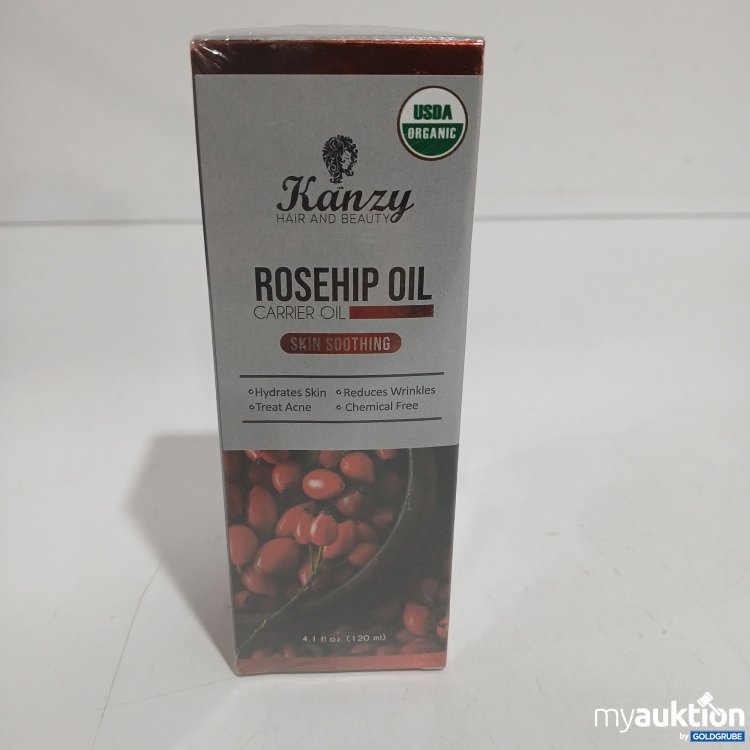 USDA
ORGANIC
Kanzy
HAIR AND BEAUTY
ROSEHIP OIL
CARRIER OIL
SKIN SOOTHING
Hydrates Skin Reduces Wrinkles
Treat Acne Chemical Free
4.1 fl oz. (120 ml)
myauktion
by GOLDGRUBE